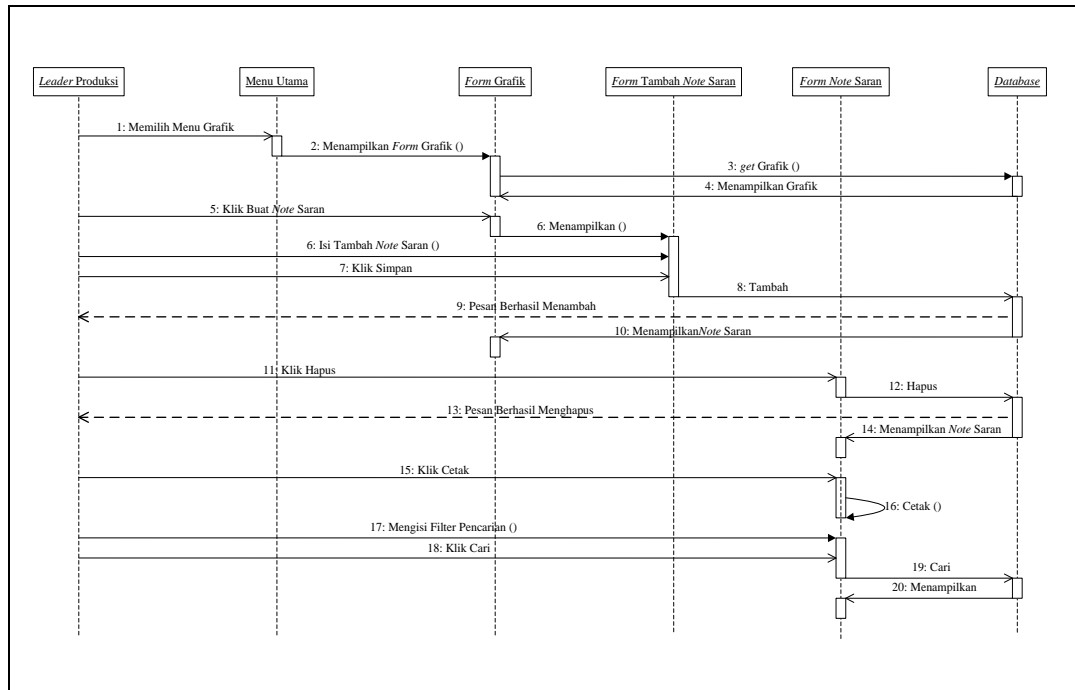 Leader Produksi
Menu Utama
Form Grafik
Form Tambah Note Saran
Form Note Saran
Database
1: Memilih Menu Grafik
2: Menampilkan Form Grafik ()
3: get Grafik ()
4: Menampilkan Grafik
5: Klik Buat Note Saran
6: Menampilkan ()
6: Isi Tambah Note Saran ()
7: Klik Simpan
8: Tambah
9: Pesan Berhasil Menambah
10: MenampilkanNote Saran
11: Klik Hapus
12: Hapus
13: Pesan Berhasil Menghapus
14: Menampilkan Note Saran
15: Klik Cetak
16: Cetak ()
17: Mengisi Filter Pencarian ()
18: Klik Cari
19: Cari
20: Menampilkan